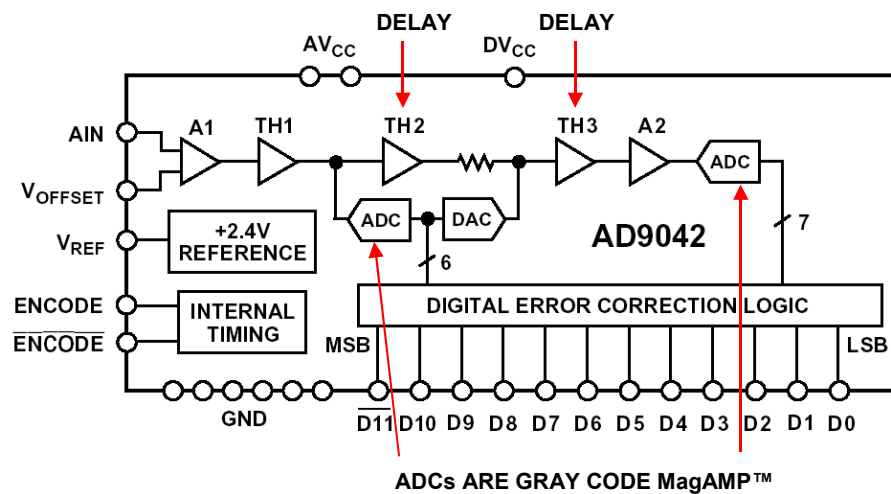 DELAY DELAY
AVCC DVCC
A1 TH1 TH2 TH3 A2
AIN
ADC
VOFFSET
ADC DAC
7
AD9042
+2.4V
REFERENCE
VREF
6
ENCODE
INTERNAL
TIMING
DIGITAL ERROR CORRECTION LOGIC
ENCODE
MSB LSB
GND
D11 D10 D9 D8 D7 D6 D5 D4 D3 D2 D1 D0
ADCs ARE GRAY CODE MagAMP™